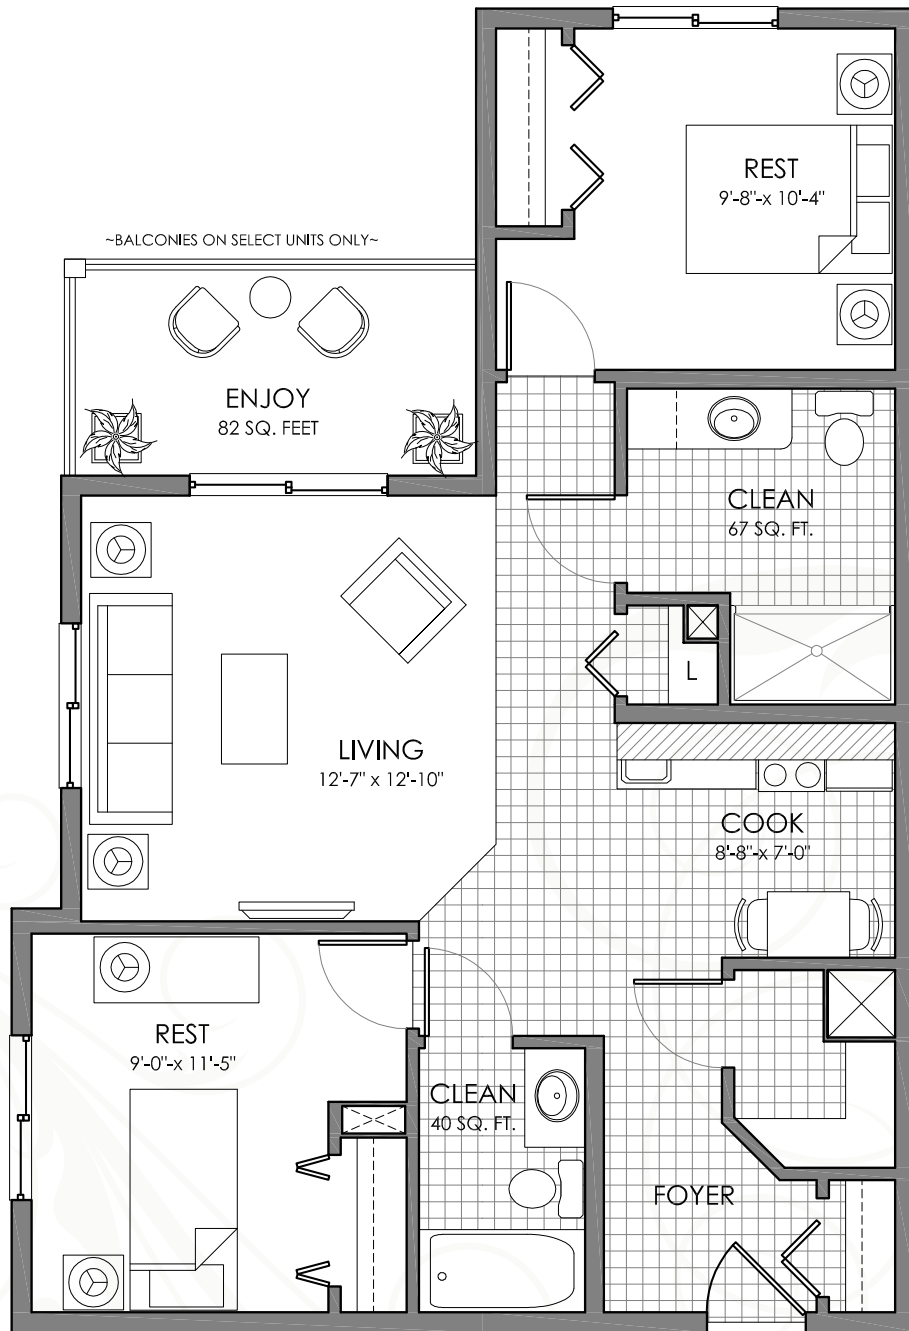 REST
9'-8"-x 10'-4"
~BALCONIES ON SELECT UNITS ONLY~
ENJOY
82 SQ. FEET
CLEAN
67 SQ. FT.
L
LIVING
12'-7" x 12'-10"
COOK
8'-8"-x 7'-0"
REST
9'-0"-x 11'-5"
CLEAN
40 SQ. FT.
FOYER